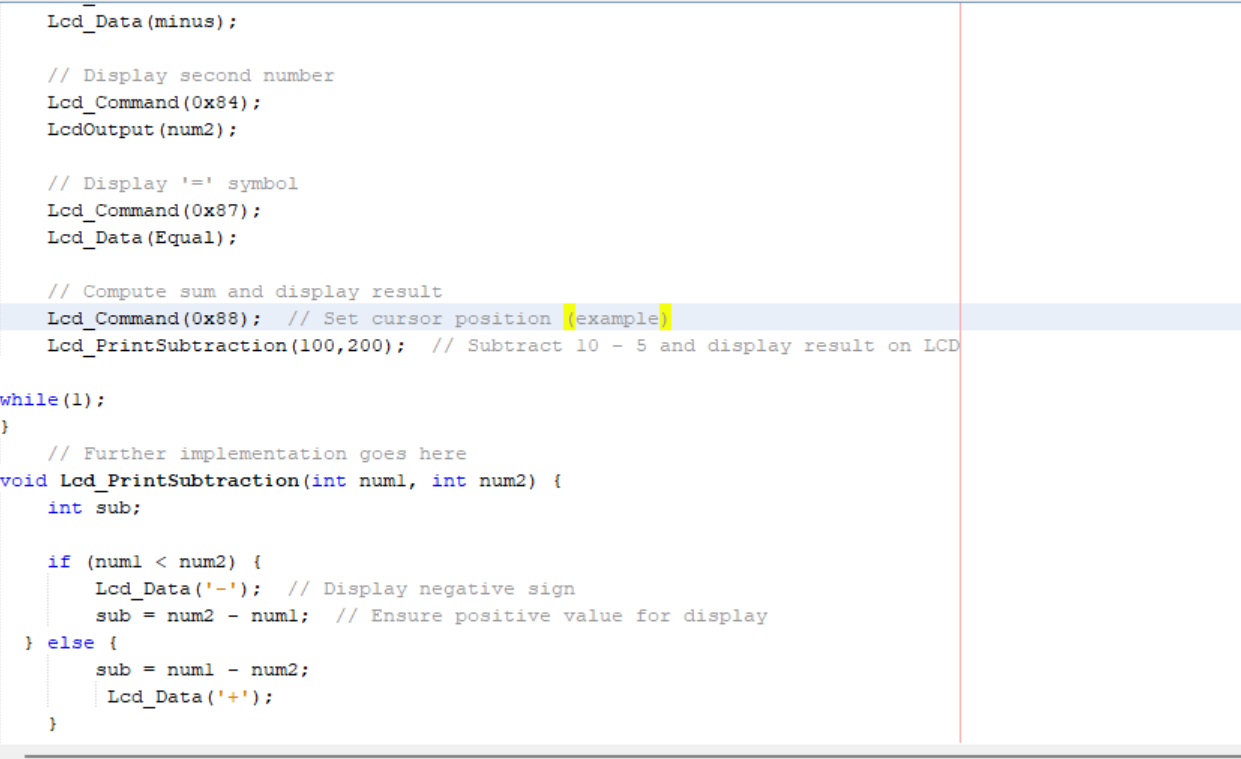 Lcd_Data(minus);

    // Display second number
    Lcd_Command(0x84);
    LcdOutput(num2);

    // Display '=' symbol
    Lcd_Command(0x87);
    Lcd_Data(Equal);

    // Compute sum and display result
    Lcd_Command(0x88);  // Set cursor position (example)
    Lcd_PrintSubtraction(100,200);  // Subtract 10 - 5 and display result on LCD

while(1);
}
    // Further implementation goes here
void Lcd_PrintSubtraction(int num1, int num2) {
    int sub;

    if (num1 < num2) {
        Lcd_Data('-');  // Display negative sign
        sub = num2 - num1;  // Ensure positive value for display
  } else {
        sub = num1 - num2;
         Lcd_Data('+');
    }